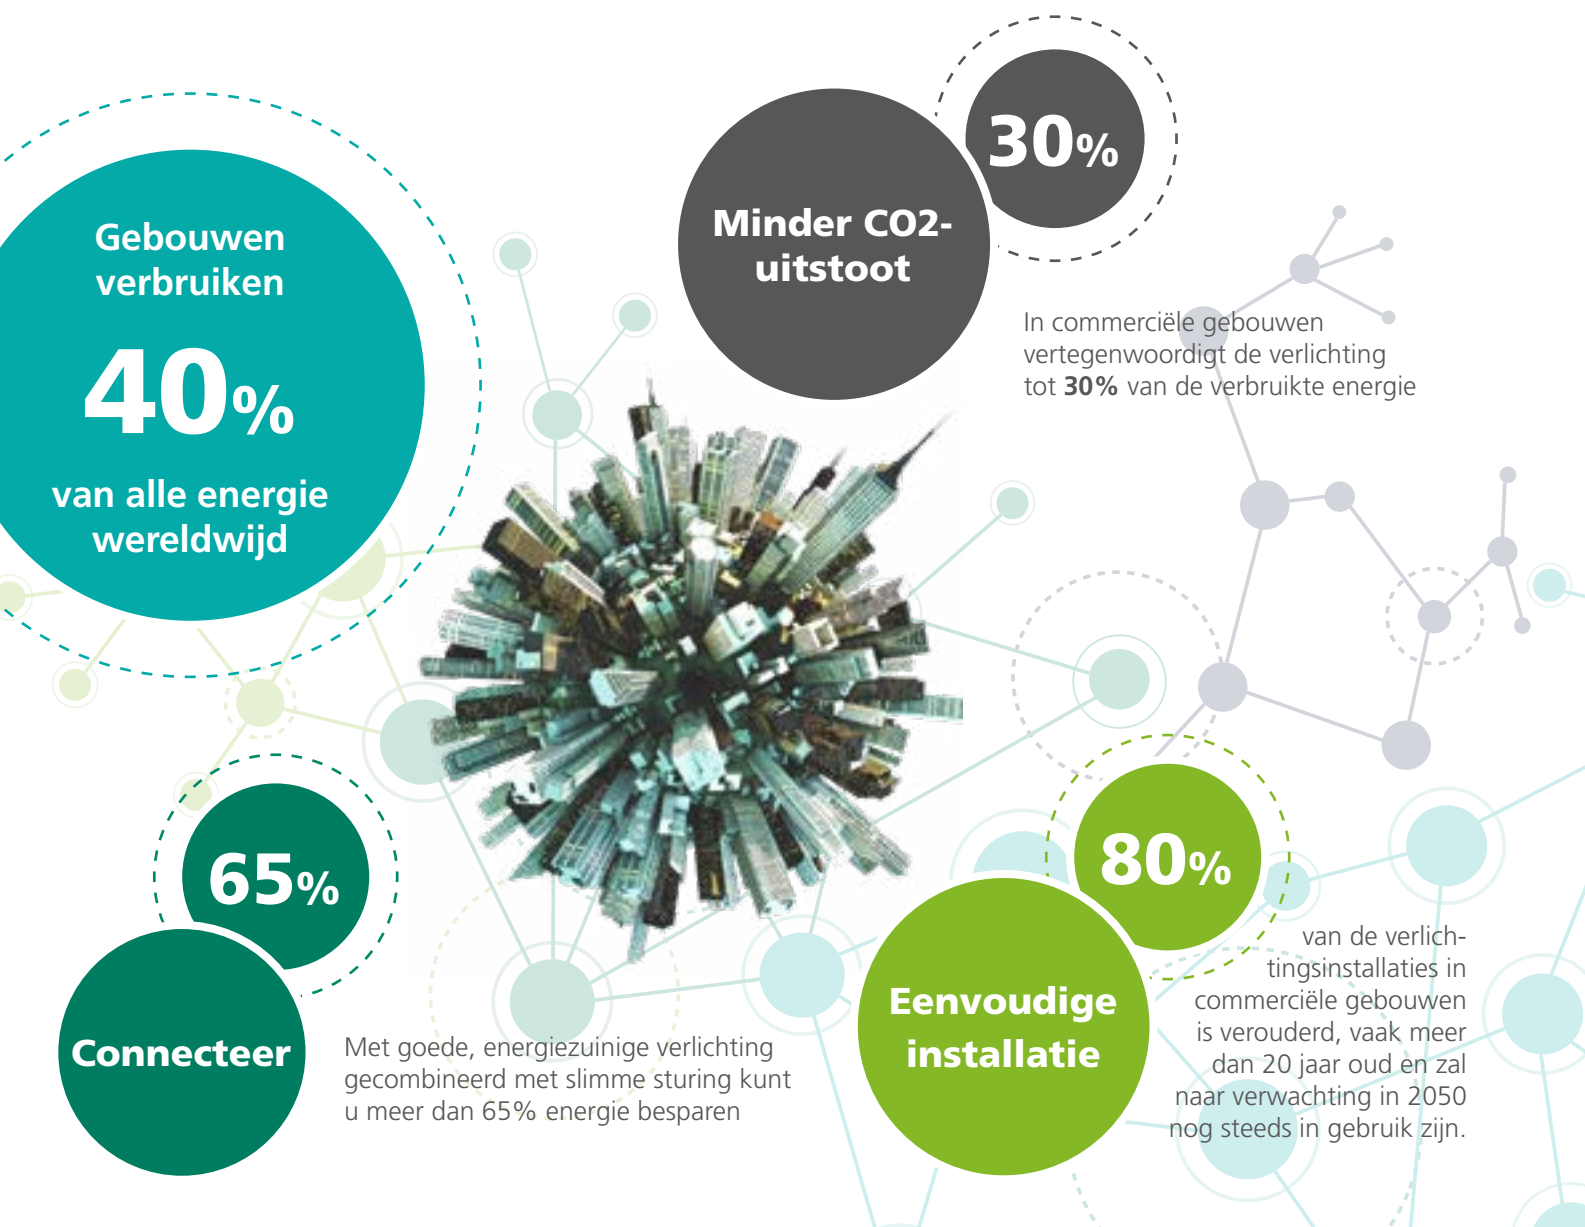 Gebouwen
verbruiken
40%
van alle energie
wereldwijd
30%
Minder CO2-
uitstoot
In commerciële gebouwen
vertegenwoordigt de verlichting
tot 30% van de verbruikte energie
65%
Connecteer
Met goede, energiezuinige verlichting
gecombineerd met slimme sturing kunt
u meer dan 65% energie besparen
80%
Eenvoudige
installatie
van de verlich-
tingsinstallaties in
commerciële gebouwen
is verouderd, vaak meer
dan 20 jaar oud en zal
naar verwachting in 2050
nog steeds in gebruik zijn.